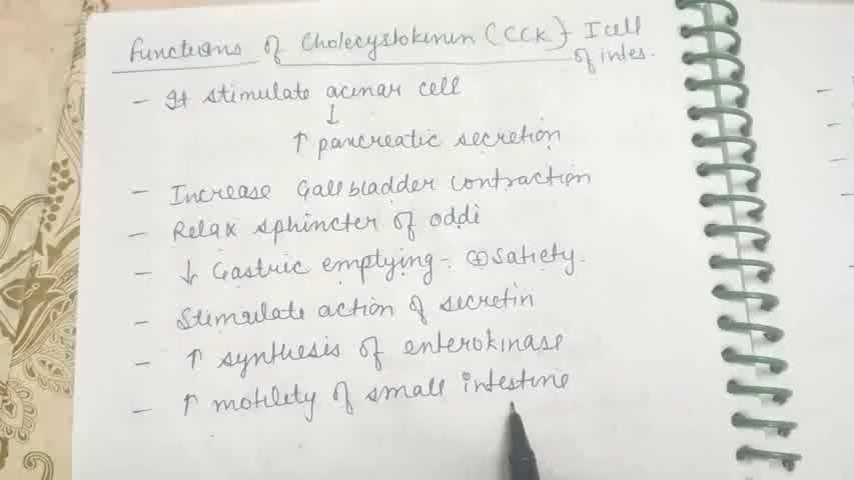 Functions of Cholecystokinin (CCK) - I cell
of intes.
- It stimulate acinar cell
↓
↑ pancreatic secretion
- Increase Gallbladder contraction
- Relax sphincter of oddi
- ↓ Gastric emptying - ⊕ satiety.
- Stimulate action of secretin
- ↑ synthesis of enterokinase
- ↑ motility of small intestine